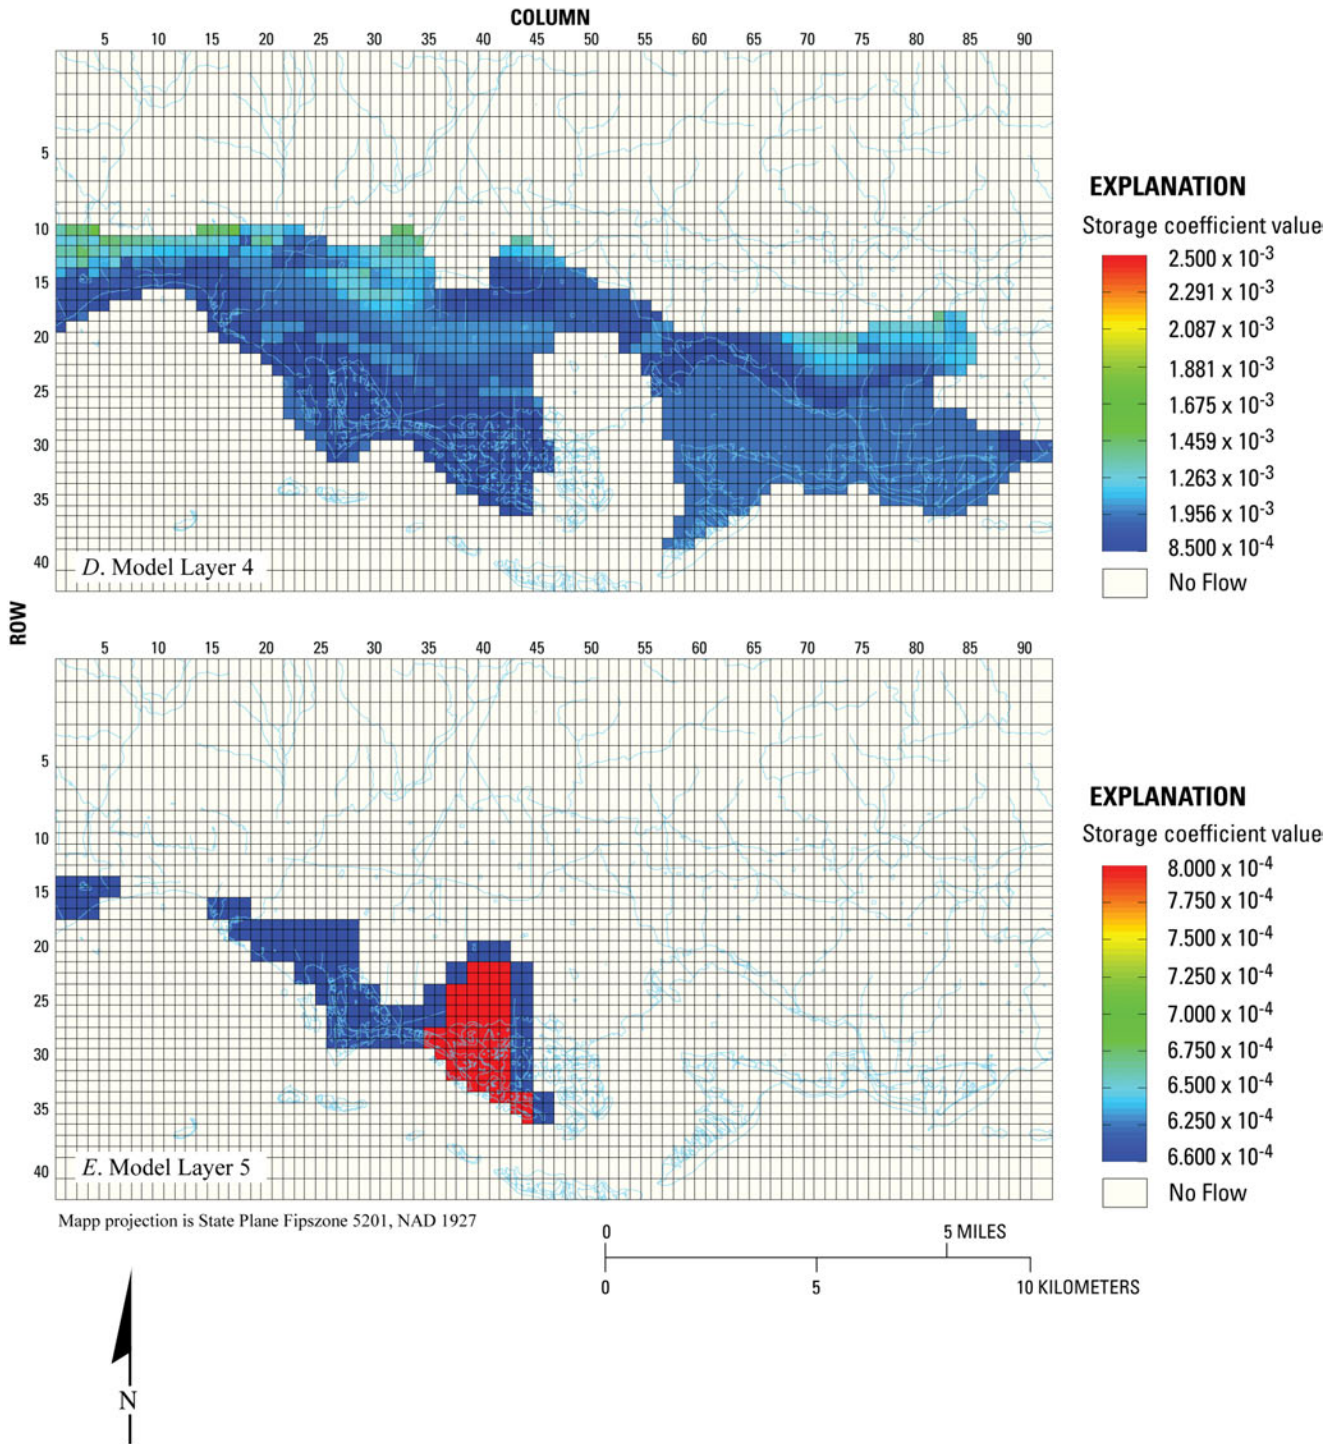 COLUMN
5 10 15 20 25 30 35 40 45 50 55 60 65 70 75 80 85 90
5
10
15
20
25
30
35
40
D. Model Layer 4
EXPLANATION
Storage coefficient value
2.500 x 10-3
2.291 x 10-3
2.087 x 10-3
1.881 x 10-3
1.675 x 10-3
1.459 x 10-3
1.263 x 10-3
1.956 x 10-3
8.500 x 10-4
No Flow
ROW
5 10 15 20 25 30 35 40 45 50 55 60 65 70 75 80 85 90
5
10
15
20
25
30
35
40
E. Model Layer 5
EXPLANATION
Storage coefficient value
8.000 x 10-4
7.750 x 10-4
7.500 x 10-4
7.250 x 10-4
7.000 x 10-4
6.750 x 10-4
6.500 x 10-4
6.250 x 10-4
6.600 x 10-4
No Flow
Mapp projection is State Plane Fipszone 5201, NAD 1927
0 5 MILES
0 5 10 KILOMETERS
N